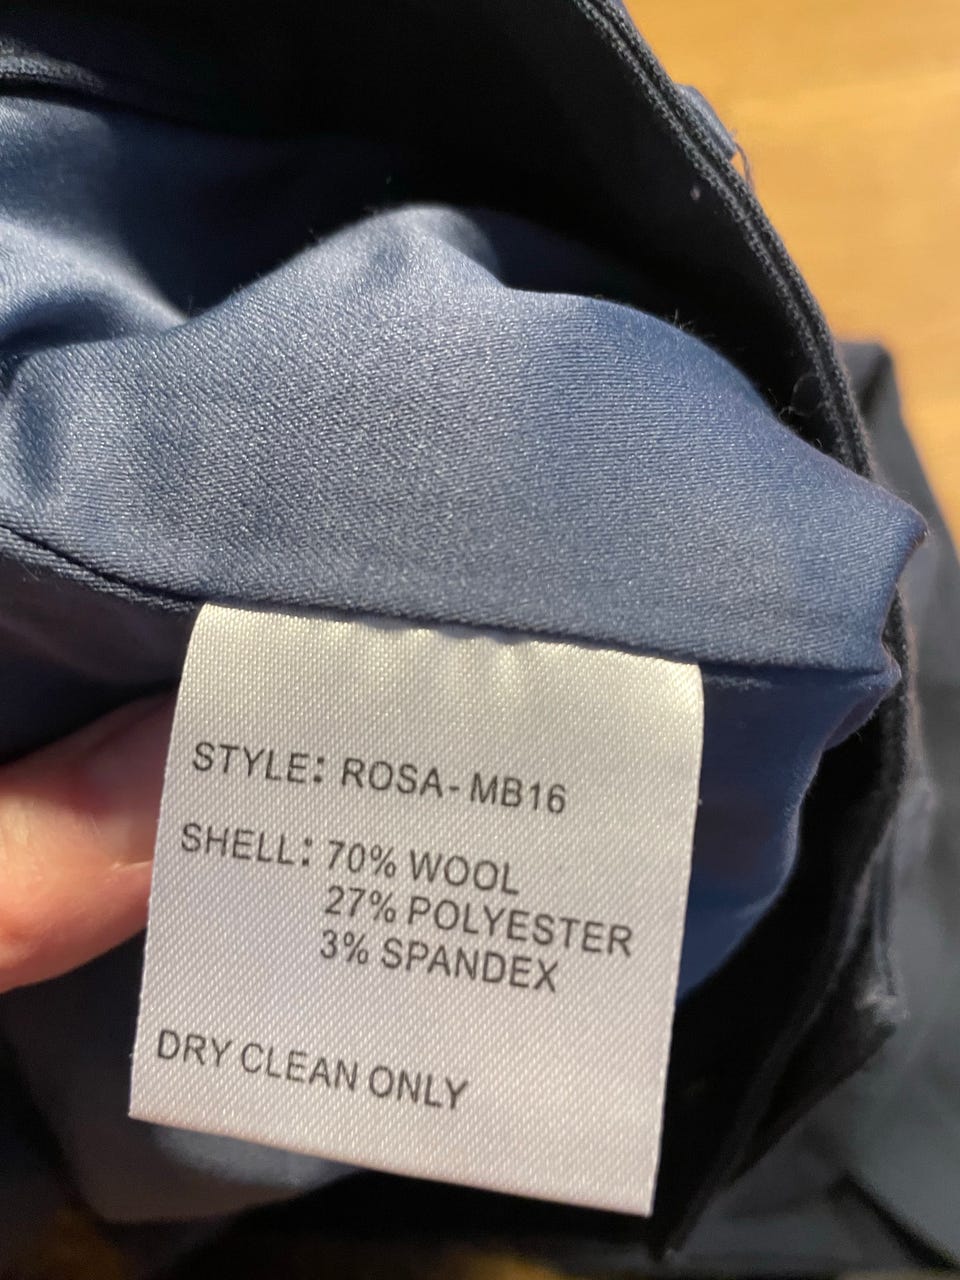 STYLE: ROSA-MB16
SHELL: 70% WOOL
27% POLYESTER
3% SPANDEX
DRY CLEAN ONLY